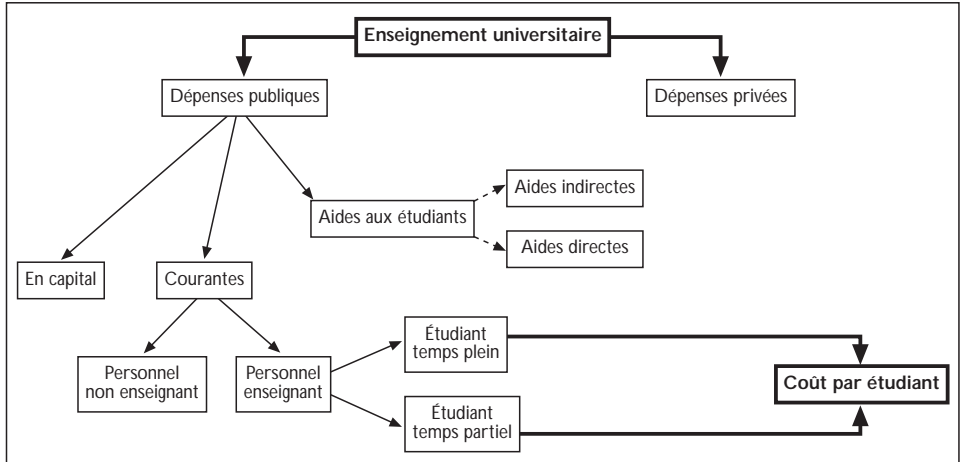 Enseignement universitaire
Dépenses publiques
Dépenses privées
Aides indirectes
Aides aux étudiants
Aides directes
En capital
Courantes
Étudiant
temps plein
Personnel
non enseignant
Personnel
enseignant
Coût par étudiant
Étudiant
temps partiel